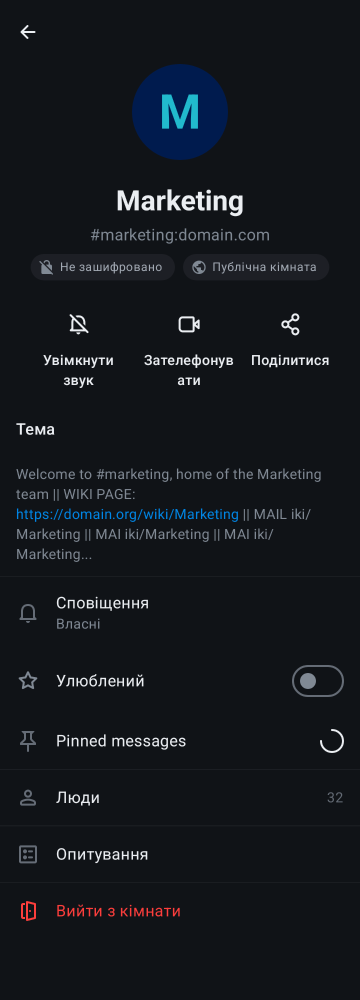 M
Marketing
#marketing:domain.com
Не зашифровано
Публічна кімната
Увімкнути
звук
Зателефонув
ати
Поділитися
Тема
Welcome to #marketing, home of the Marketing
team || WIKI PAGE:
https://domain.org/wiki/Marketing || MAIL iki/
Marketing || MAI iki/Marketing || MAI iki/
Marketing...
Сповіщення
Власні
Улюблений
Pinned messages
Люди
32
Опитування
Вийти з кімнати